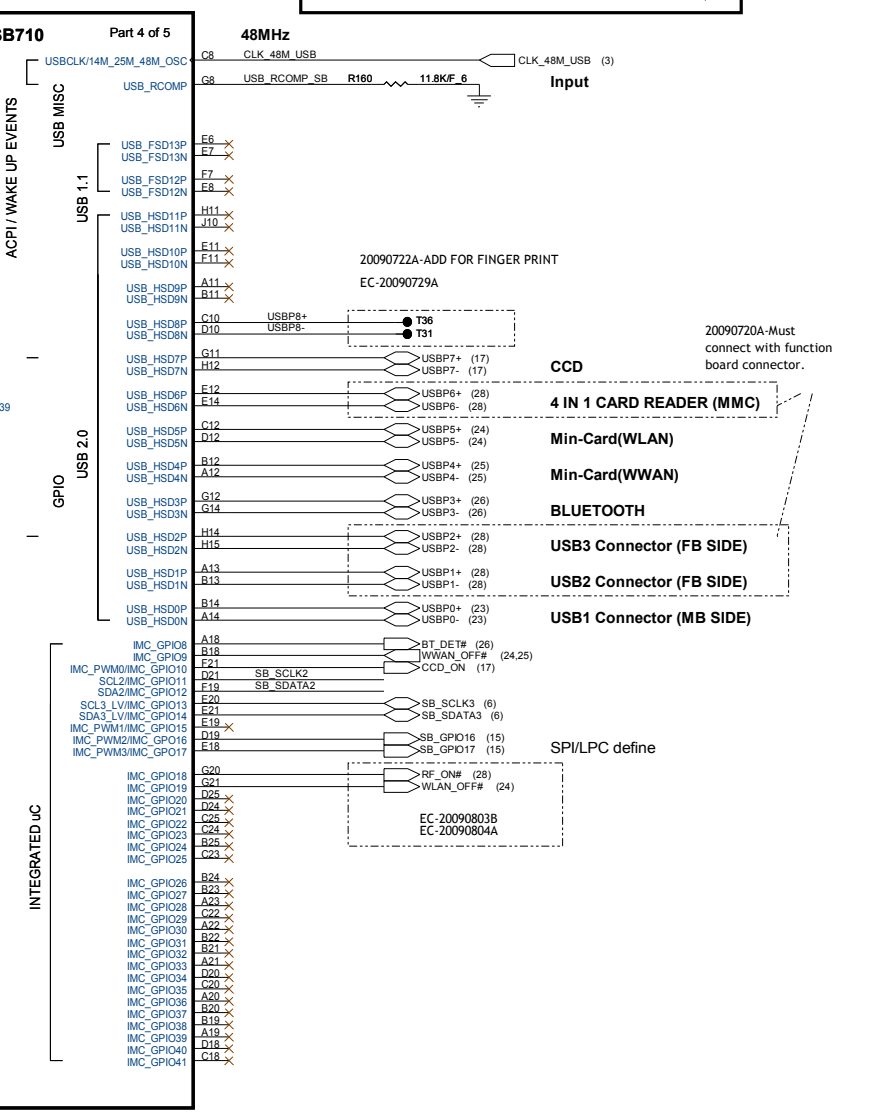 SB710
Part 4 of 5
48MHz
USBCLK/14M_25M_48M_OSC C8 CLK_48M_USB CLK_48M_USB (3)
USB_RCOMP G8 USB_RCOMP_SB R160 11.8K/F_6 Input
ACPI / WAKE UP EVENTS
USB MISC
USB 1.1
USB_FSD13P E6
USB_FSD13N E7
USB_FSD12P F7
USB_FSD12N E8
USB_HSD11P H11
USB_HSD11N J10
USB_HSD10P E11
USB_HSD10N F11
20090722A-ADD FOR FINGER PRINT
EC-20090729A
USB_HSD9P A11
USB_HSD9N B11
USB_HSD8P C10 USBP8+ T36
USB_HSD8N D10 USBP8- T31
20090720A-Must
connect with function
board connector.
USB_HSD7P G11 USBP7+ (17)
USB_HSD7N H12 USBP7- (17) CCD
USB_HSD6P E12 USBP6+ (28)
USB_HSD6N E14 USBP6- (28) 4 IN 1 CARD READER (MMC)
39
USB_HSD5P C12 USBP5+ (24)
USB_HSD5N D12 USBP5- (24) Min-Card(WLAN)
GPIO
USB 2.0
USB_HSD4P B12 USBP4+ (25)
USB_HSD4N A12 USBP4- (25) Min-Card(WWAN)
USB_HSD3P G12 USBP3+ (26)
USB_HSD3N G14 USBP3- (26) BLUETOOTH
USB_HSD2P H14 USBP2+ (28)
USB_HSD2N H15 USBP2- (28) USB3 Connector (FB SIDE)
USB_HSD1P A13 USBP1+ (28)
USB_HSD1N B13 USBP1- (28) USB2 Connector (FB SIDE)
USB_HSD0P B14 USBP0+ (23)
USB_HSD0N A14 USBP0- (23) USB1 Connector (MB SIDE)
IMC_GPIO8 A18 BT_DET# (26)
IMC_GPIO9 B18 WWAN_OFF# (24,25)
IMC_PWM0/IMC_GPIO10 F21 CCD_ON (17)
SCL2/IMC_GPIO11 D21 SB_SCLK2
SDA2/IMC_GPIO12 F19 SB_SDATA2
SCL3_LV/IMC_GPIO13 E20 SB_SCLK3 (6)
SDA3_LV/IMC_GPIO14 E21 SB_SDATA3 (6)
IMC_PWM1/IMC_GPIO15 E19
IMC_PWM2/IMC_GPO16 D19 SB_GPIO16 (15)
IMC_PWM3/IMC_GPO17 E18 SB_GPIO17 (15) SPI/LPC define
IMC_GPIO18 G20 RF_ON# (28)
IMC_GPIO19 G21 WLAN_OFF# (24)
IMC_GPIO20 D25
IMC_GPIO21 D24
IMC_GPIO22 C25 EC-20090803B
IMC_GPIO23 C24 EC-20090804A
IMC_GPIO24 B25
IMC_GPIO25 C23
INTEGRATED uC
IMC_GPIO26 B24
IMC_GPIO27 B23
IMC_GPIO28 A23
IMC_GPIO29 C22
IMC_GPIO30 A22
IMC_GPIO31 B22
IMC_GPIO32 B21
IMC_GPIO33 A21
IMC_GPIO34 D20
IMC_GPIO35 C20
IMC_GPIO36 A20
IMC_GPIO37 B20
IMC_GPIO38 B19
IMC_GPIO39 A19
IMC_GPIO40 D18
IMC_GPIO41 C18